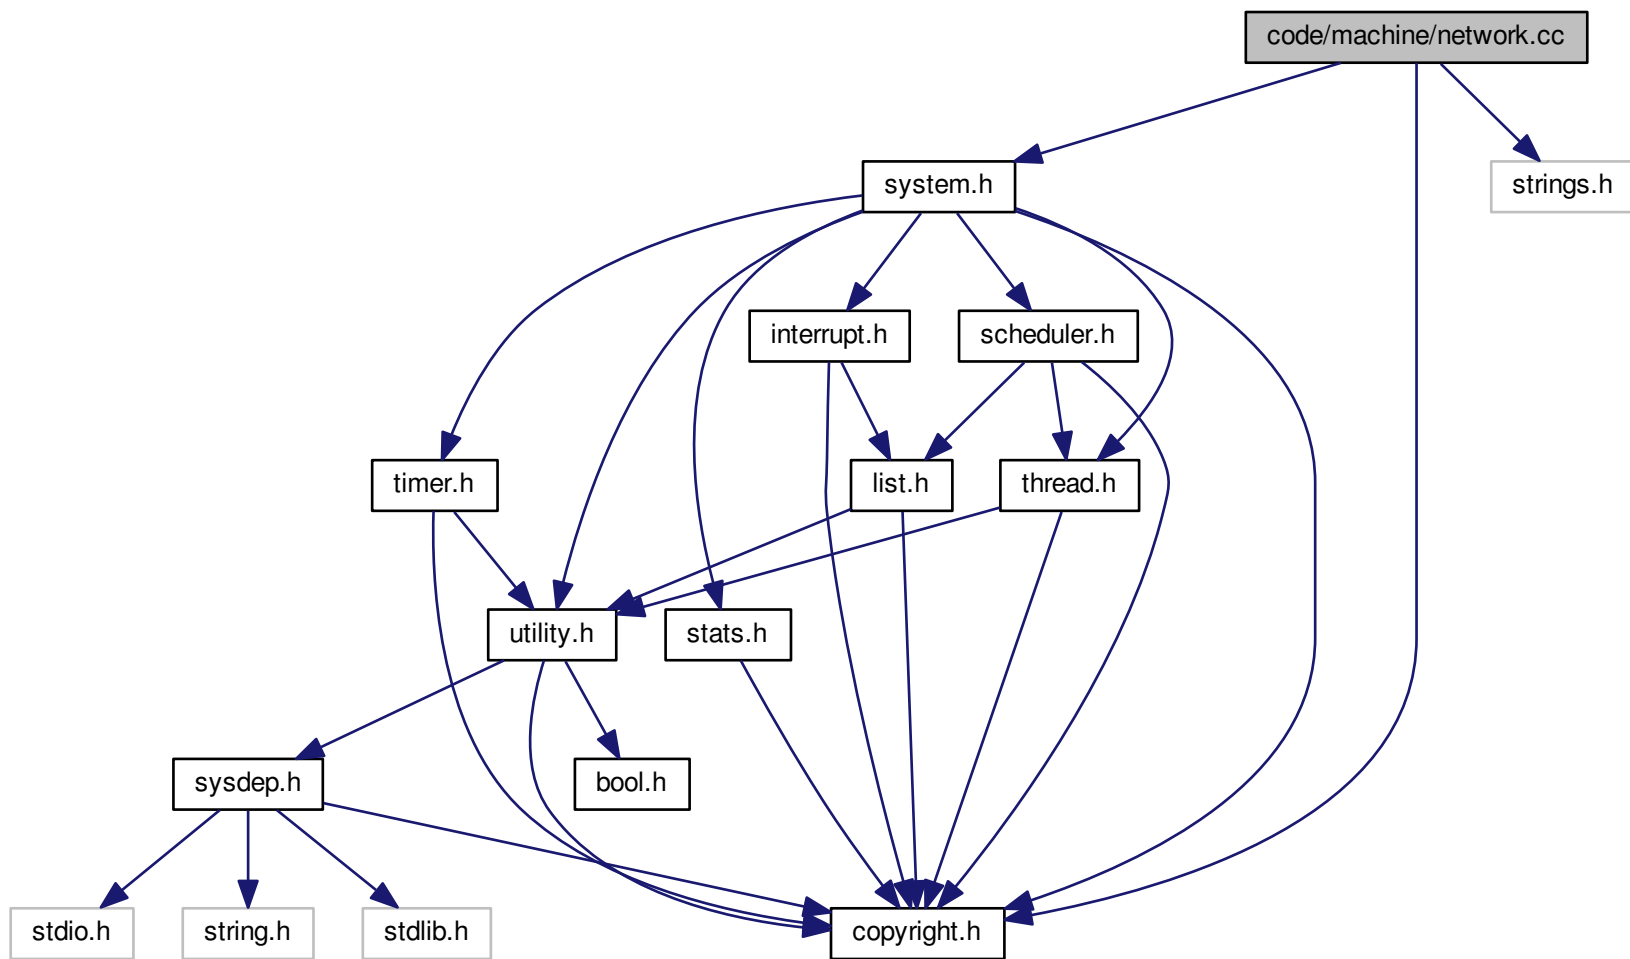 code/machine/network.cc
system.h
strings.h
interrupt.h
scheduler.h
timer.h
list.h
thread.h
utility.h
stats.h
sysdep.h
bool.h
stdio.h
string.h
stdlib.h
copyright.h